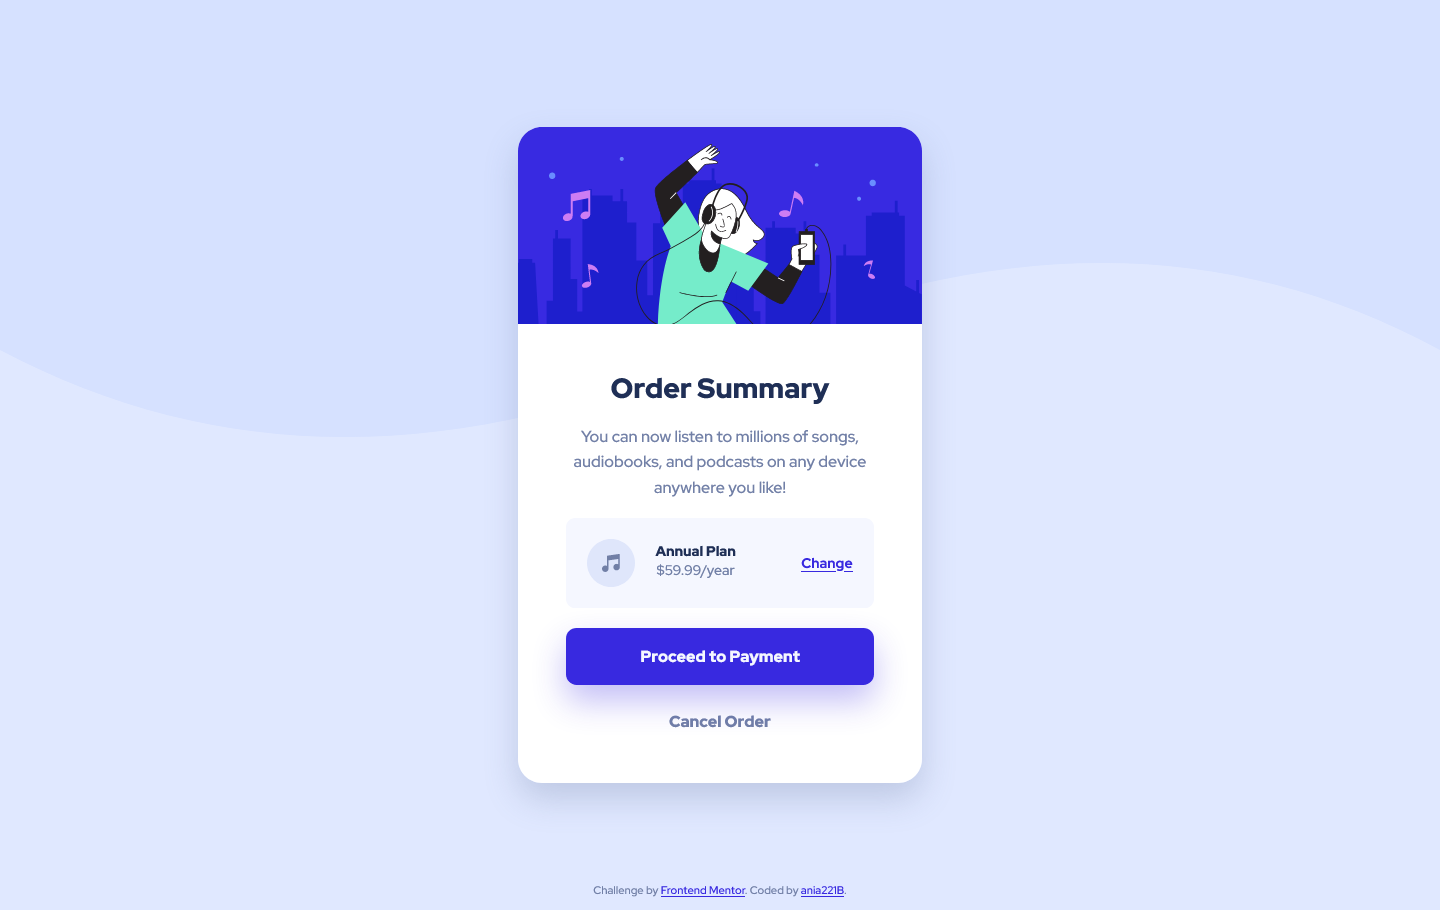 Order Summary
You can now listen to millions of songs,
audiobooks, and podcasts on any device
anywhere you like!
Annual Plan
$59.99/year
Change
Proceed to Payment
Cancel Order
Challenge by Frontend Mentor. Coded by ania221B.